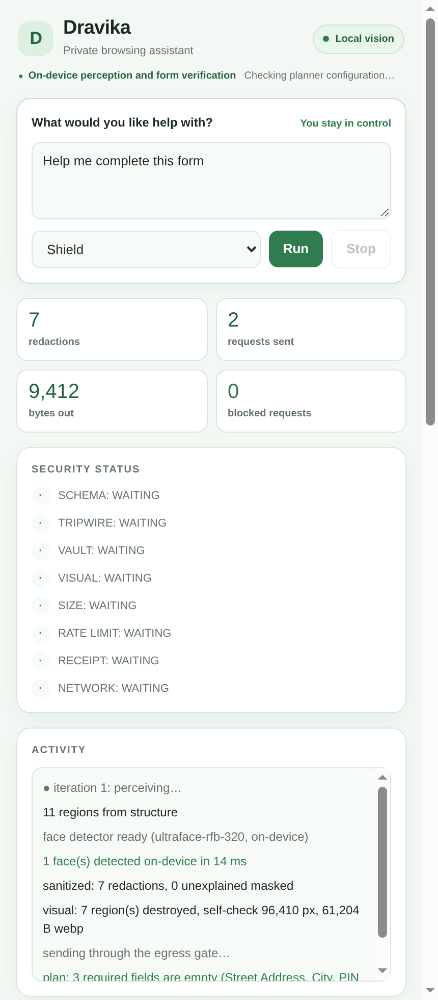 D
Dravika
Private browsing assistant
Local vision
On-device perception and form verification Checking planner configuration…
What would you like help with?
You stay in control
Help me complete this form
Shield
Run
Stop
7
redactions
2
requests sent
9,412
bytes out
0
blocked requests
SECURITY STATUS
SCHEMA: WAITING
TRIPWIRE: WAITING
VAULT: WAITING
VISUAL: WAITING
SIZE: WAITING
RATE LIMIT: WAITING
RECEIPT: WAITING
NETWORK: WAITING
ACTIVITY
● iteration 1: perceiving…
11 regions from structure
face detector ready (ultraface-rfb-320, on-device)
1 face(s) detected on-device in 14 ms
sanitized: 7 redactions, 0 unexplained masked
visual: 7 region(s) destroyed, self-check 96,410 px, 61,204
B webp
sending through the egress gate…
plan: 3 required fields are empty (Street Address, City, PIN